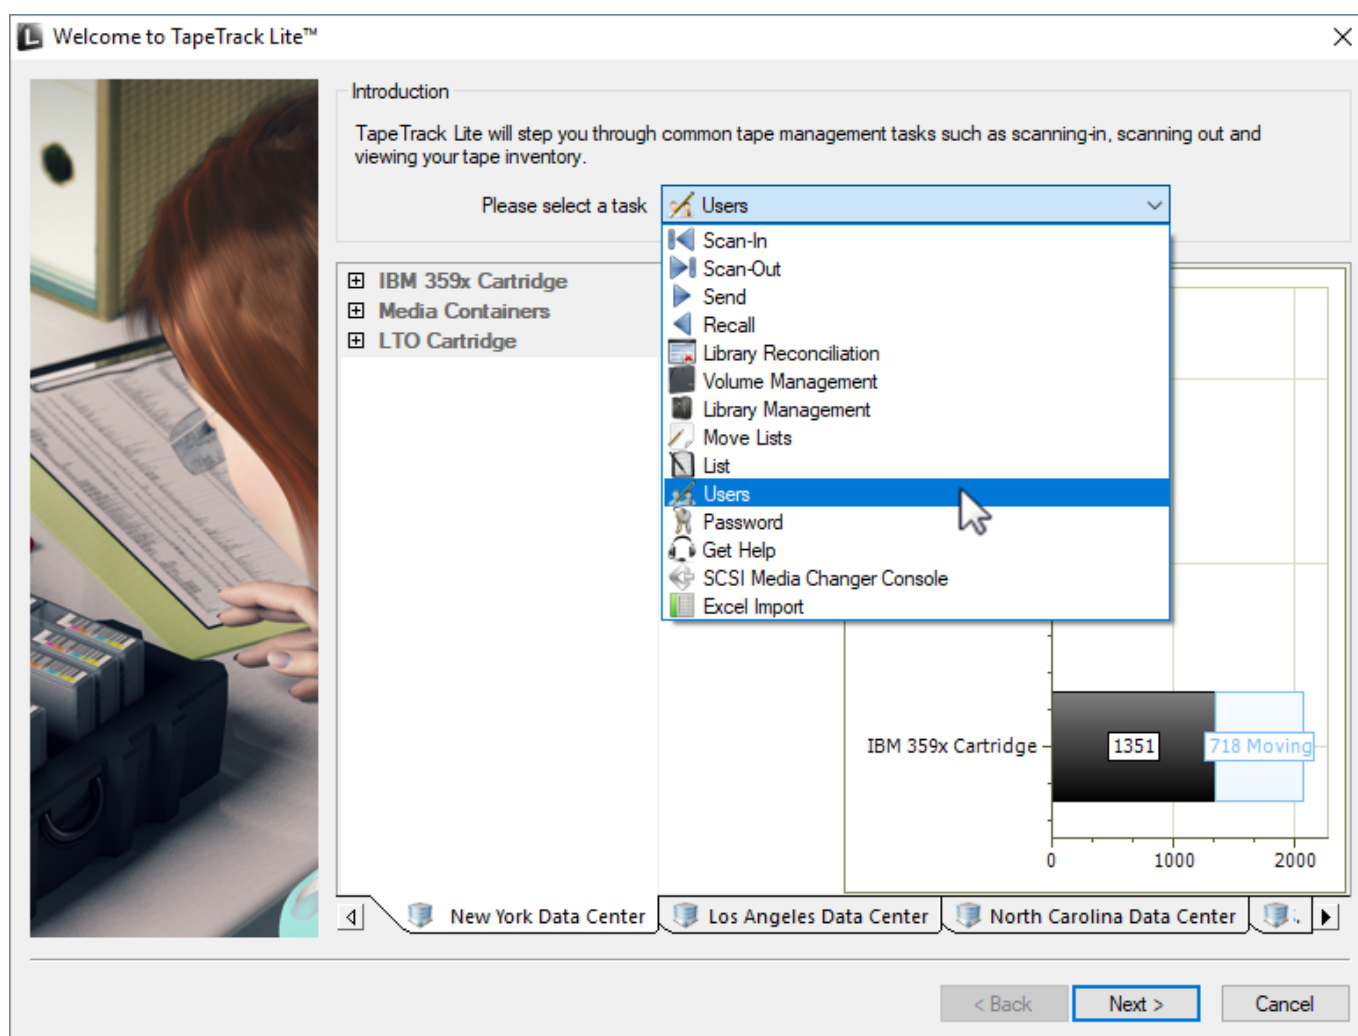 Welcome to TapeTrack Lite™
Introduction
TapeTrack Lite will step you through common tape management tasks such as scanning-in, scanning out and
viewing your tape inventory.
Please select a task
Users
Scan-In
Scan-Out
Send
Recall
Library Reconciliation
Volume Management
Library Management
Move Lists
List
Users
Password
Get Help
SCSI Media Changer Console
Excel Import
IBM 359x Cartridge
Media Containers
LTO Cartridge
IBM 359x Cartridge
1351
718 Moving
0 1000 2000
New York Data Center
Los Angeles Data Center
North Carolina Data Center
< Back
Next >
Cancel